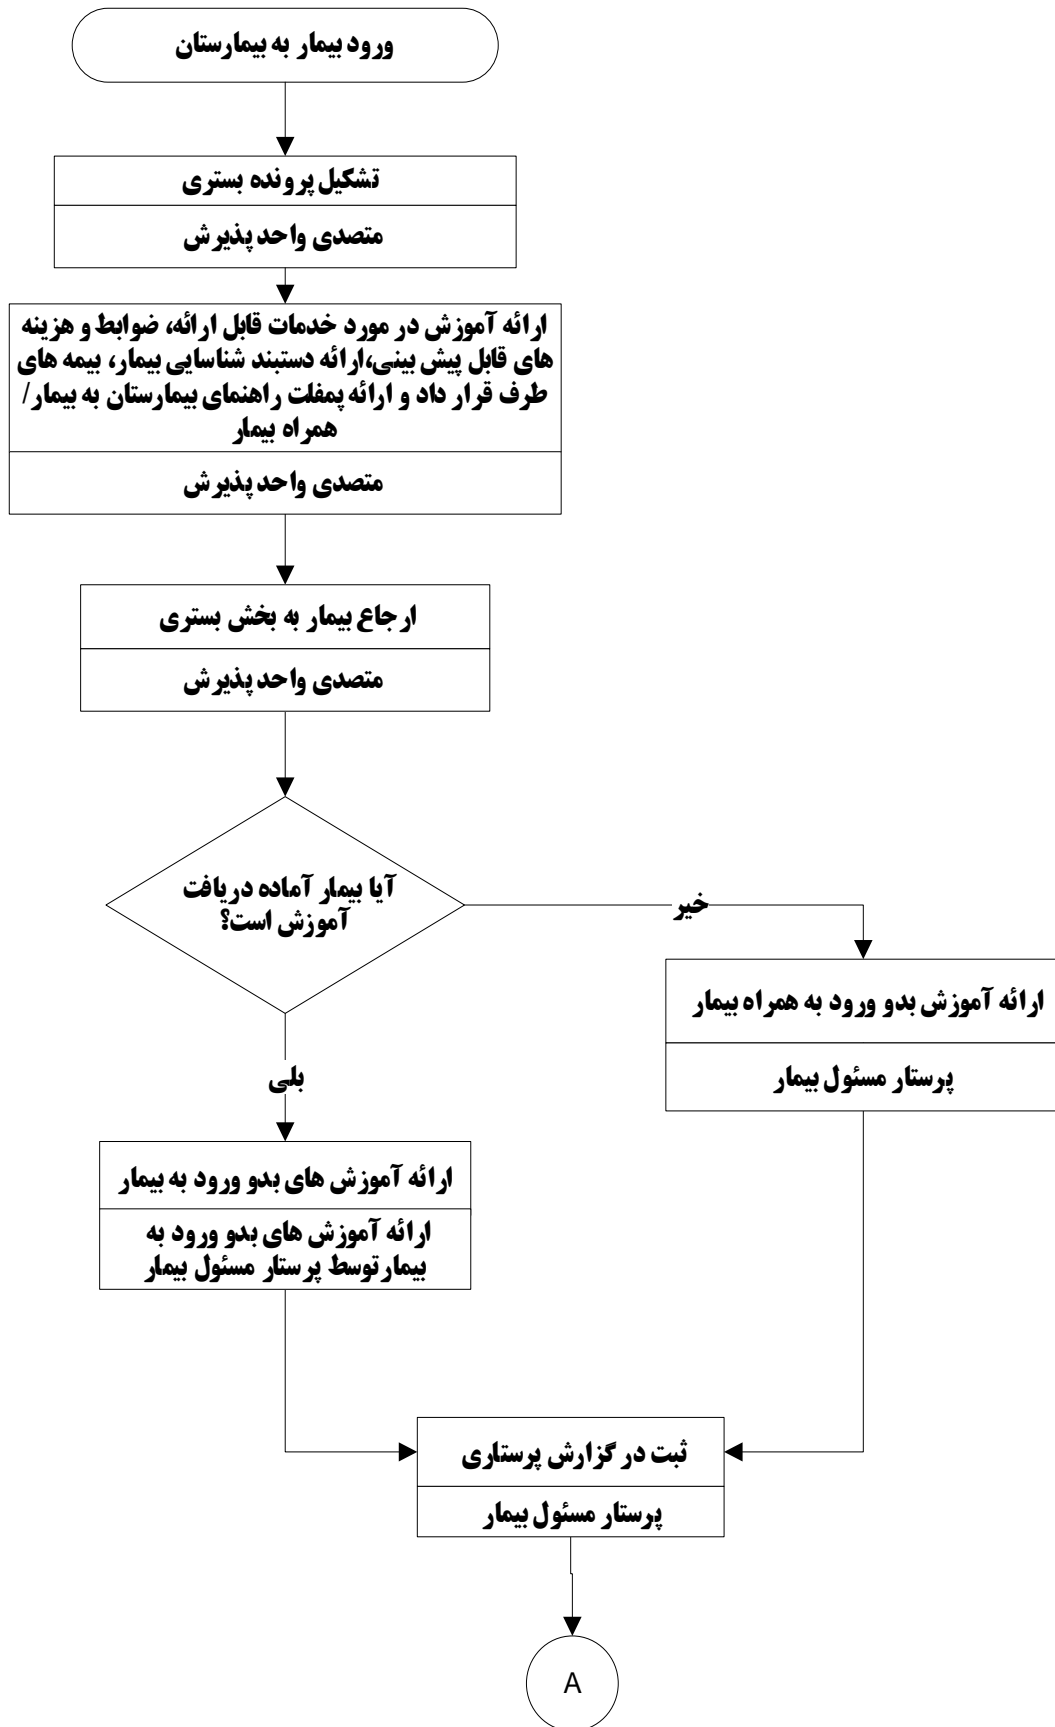 ورود بیمار به بیمارستان
تشکیل پرونده بستری
متصدی واحد پذیرش
ارائه آموزش در مورد خدمات قابل ارائه، ضوابط و هزینه
های قابل پیش بینی،ارائه دستبند شناسایی بیمار، بیمه های
طرف قرار داد و ارائه پمفلت راهنمای بیمارستان به بیمار/
همراه بیمار
متصدی واحد پذیرش
ارجاع بیمار به بخش بستری
متصدی واحد پذیرش
آیا بیمار آماده دریافت
آموزش است؟
خیر
ارائه آموزش بدو ورود به همراه بیمار
پرستار مسئول بیمار
بلی
ارائه آموزش های بدو ورود به بیمار
ارائه آموزش های بدو ورود به
بیمارتوسط پرستار مسئول بیمار
ثبت در گزارش پرستاری
پرستار مسئول بیمار
A